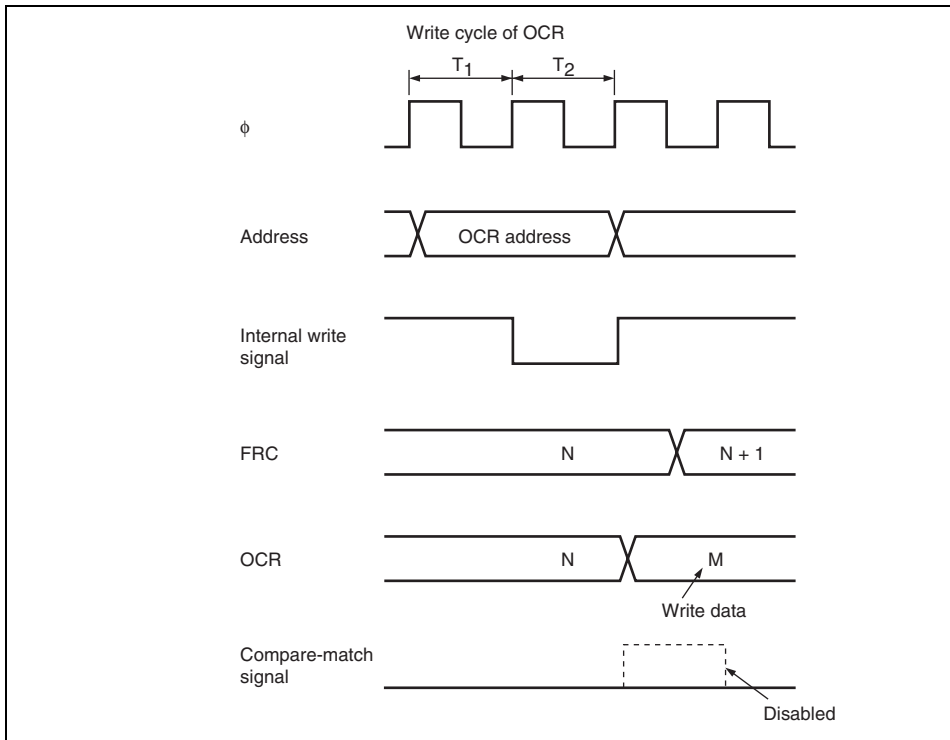 Write cycle of OCR
T1 T2
ϕ
Address
OCR address
Internal write
signal
FRC
N
N + 1
OCR
N
M
Write data
Compare-match
signal
Disabled